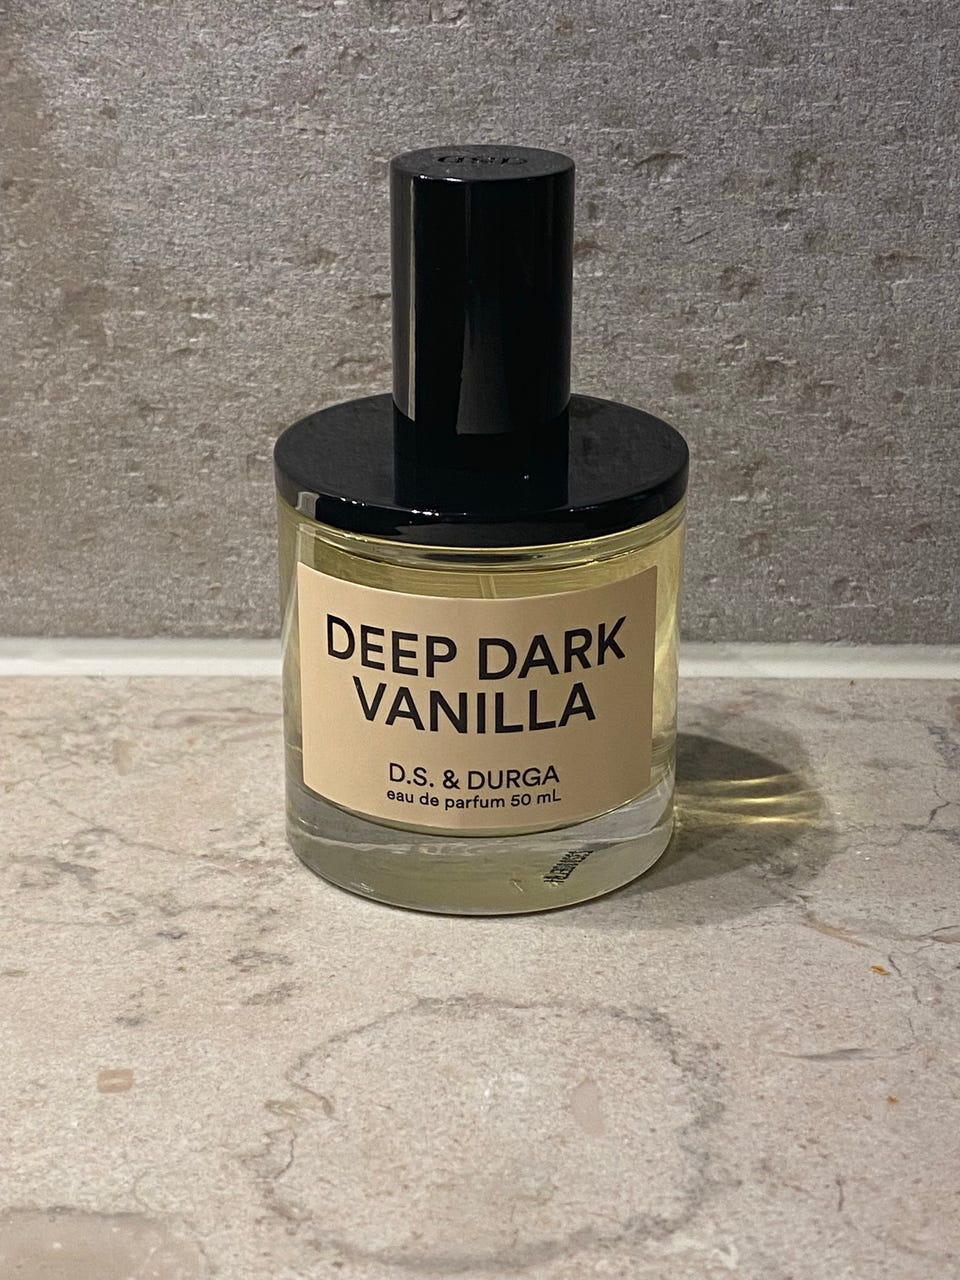 DEEP DARK
VANILLA
D.S. & DURGA
eau de parfum 50 mL